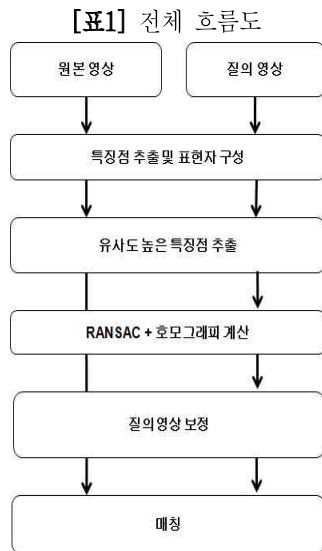 [표1] 전체 흐름도
원본 영상
질의 영상
특징점 추출 및 표현자 구성
유사도 높은 특징점 추출
RANSAC + 호모그래피 계산
질의영상 보정
매칭